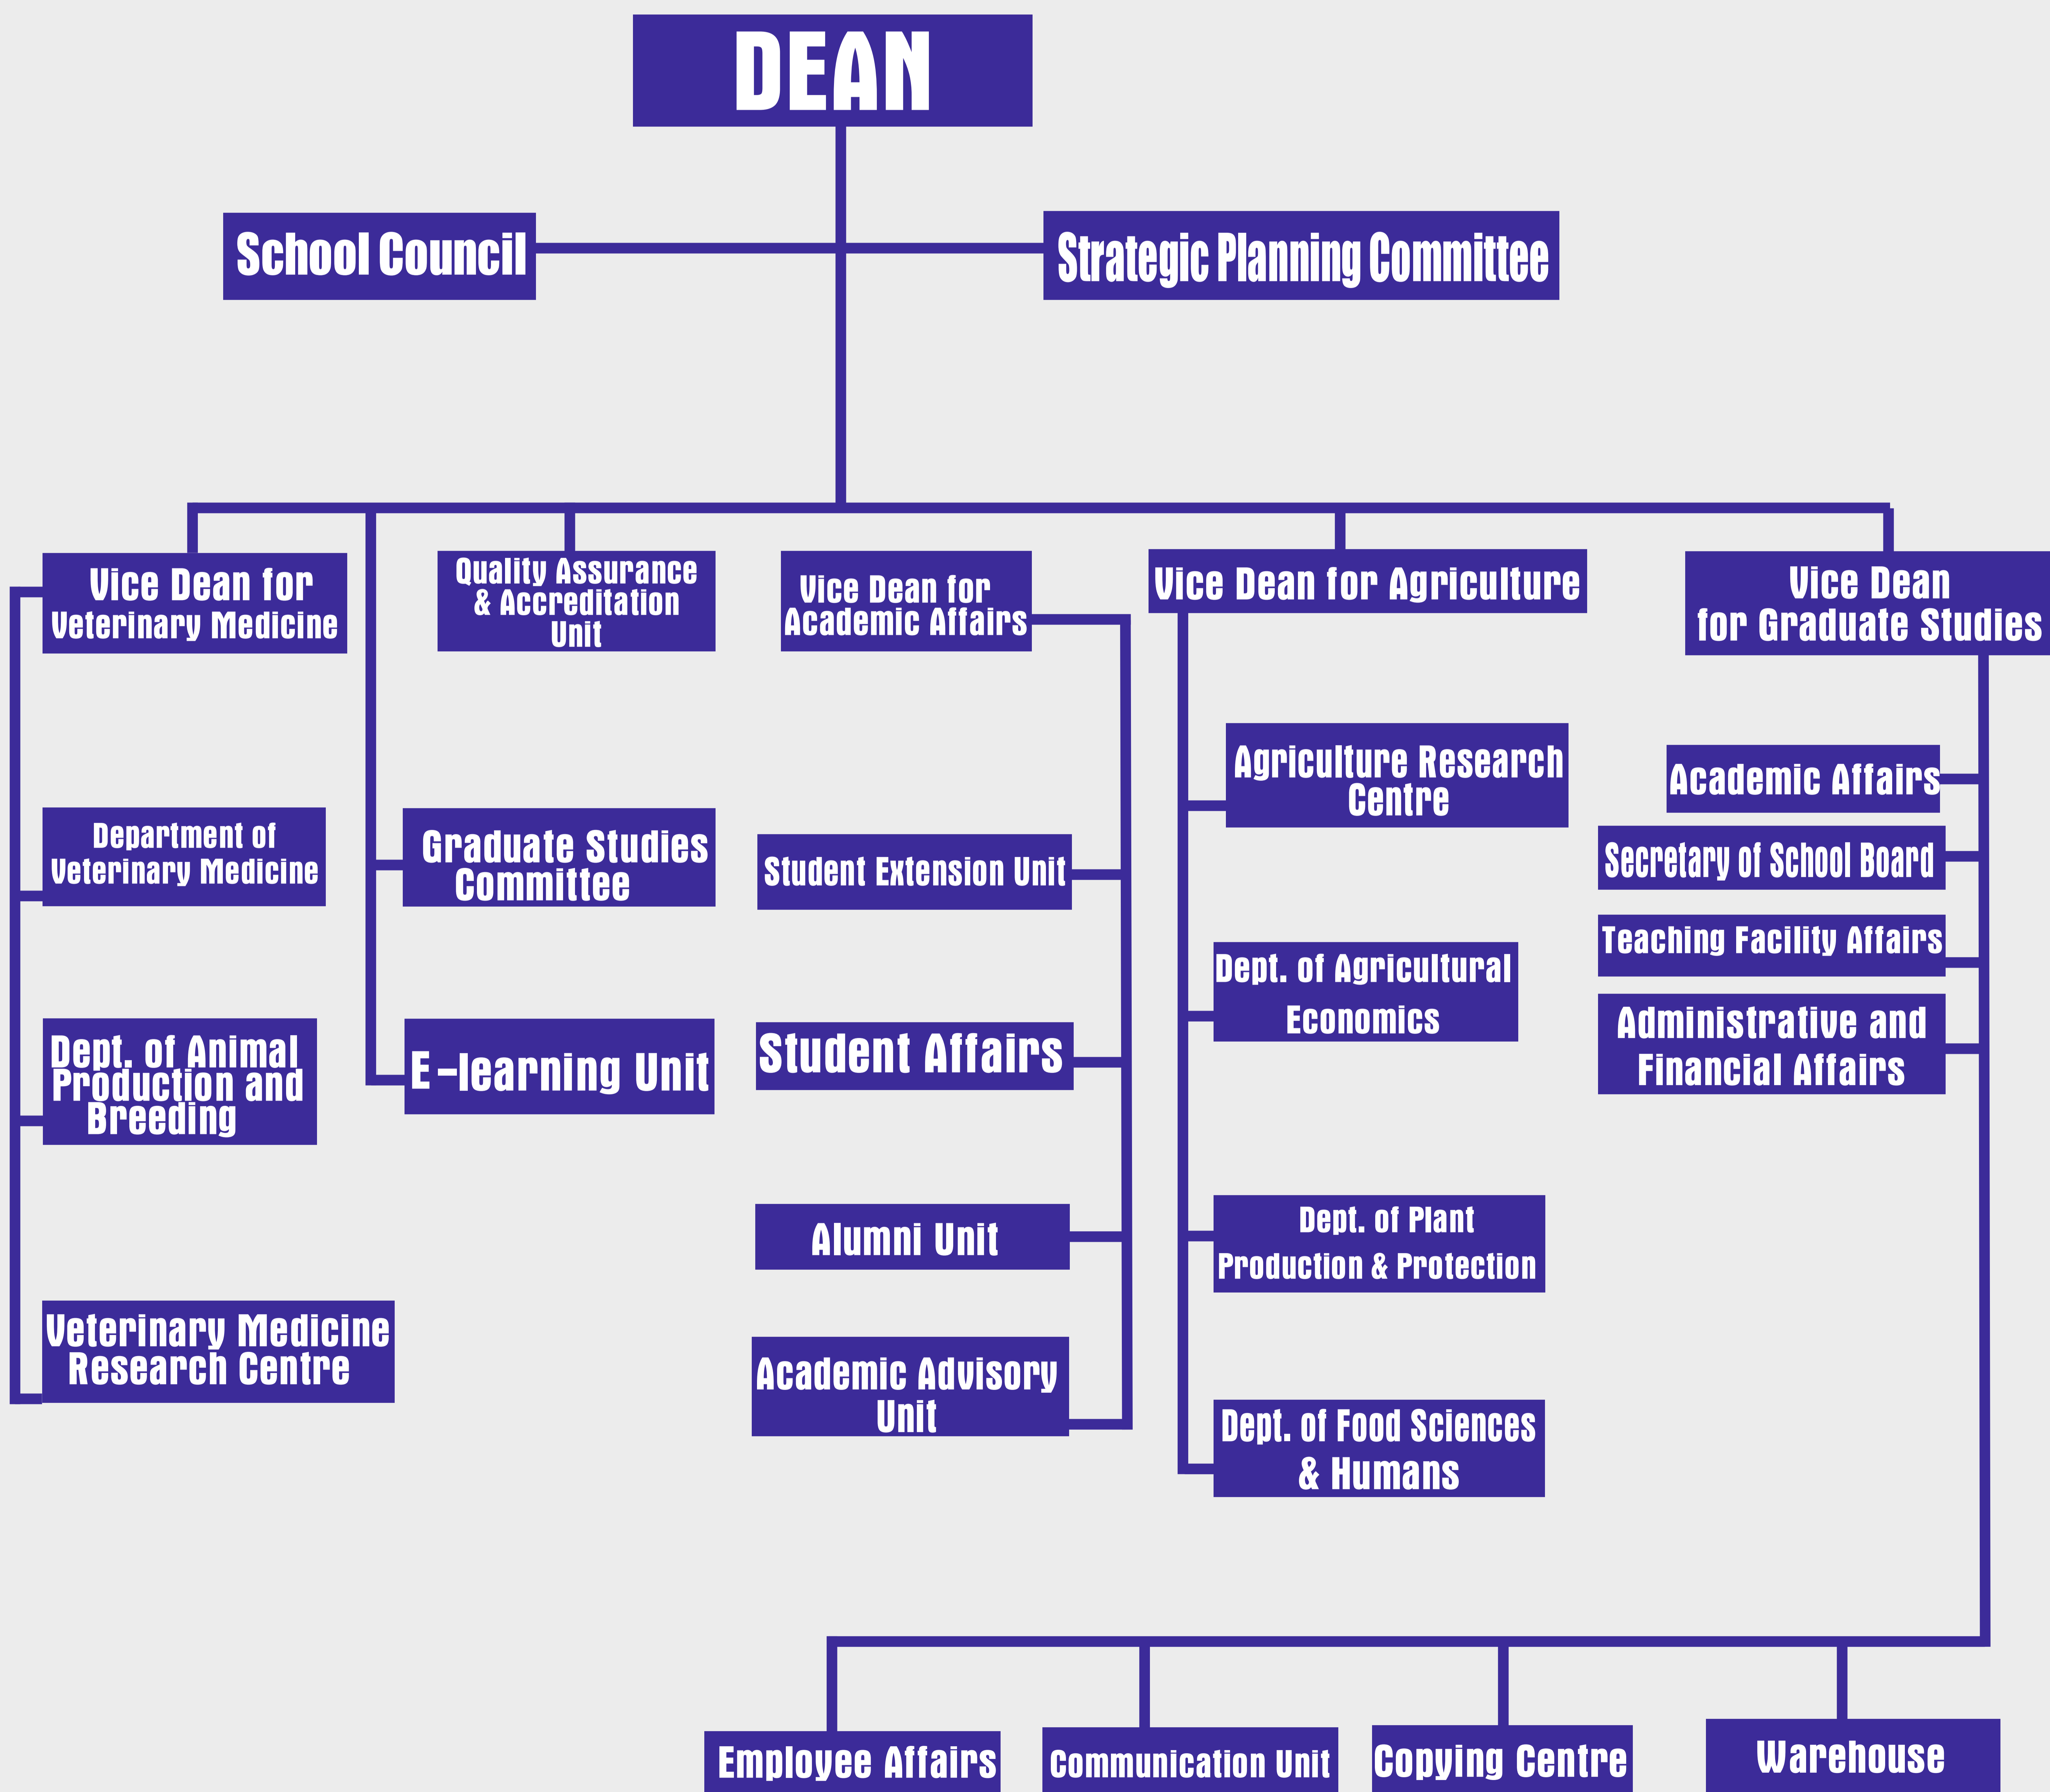 DEAN
School Council
Strategic Planning Committee
Vice Dean for
Veterinary Medicine
Quality Assurance
& Accreditation
Unit
Vice Dean for
Academic Affairs
Vice Dean for Agriculture
Vice Dean
for Graduate Studies
Department of
Veterinary Medicine
Dept. of Animal
Production and
Breeding
Veterinary Medicine
Research Centre
Graduate Studies
Committee
E-learning Unit
Student Extension Unit
Student Affairs
Alumni Unit
Academic Advisory
Unit
Agriculture Research
Centre
Dept. of Agricultural
Economics
Dept. of Plant
Production & Protection
Dept. of Food Sciences
& Humans
Academic Affairs
Secretary of School Board
Teaching Facility Affairs
Administrative and
Financial Affairs
Employee Affairs
Communication Unit
Copying Centre
Warehouse